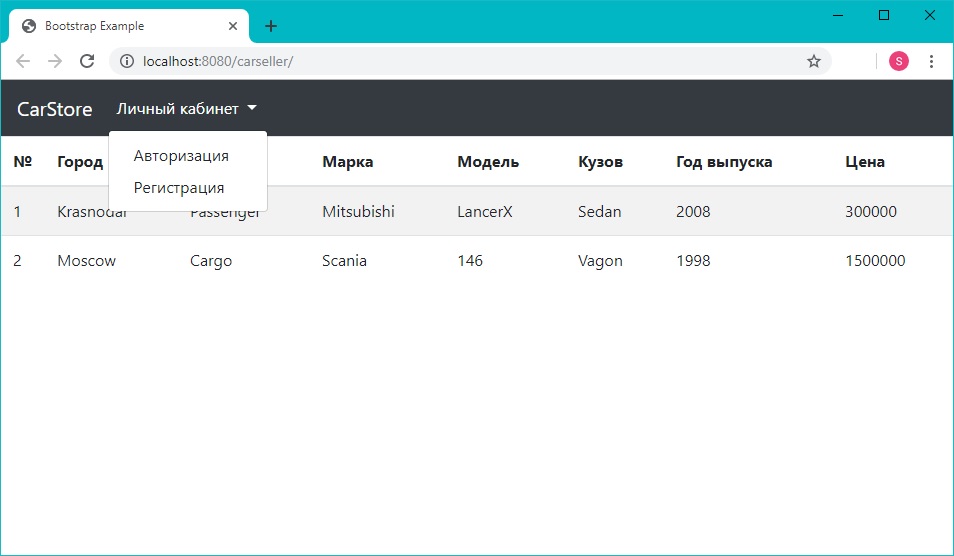 Bootstrap Example
localhost:8080/carseller/
S
CarStore Личный кабинет
Авторизация
Регистрация
№ Город Марка Модель Кузов Год выпуска Цена
1 Krasnodar Passenger Mitsubishi LancerX Sedan 2008 300000
2 Moscow Cargo Scania 146 Vagon 1998 1500000